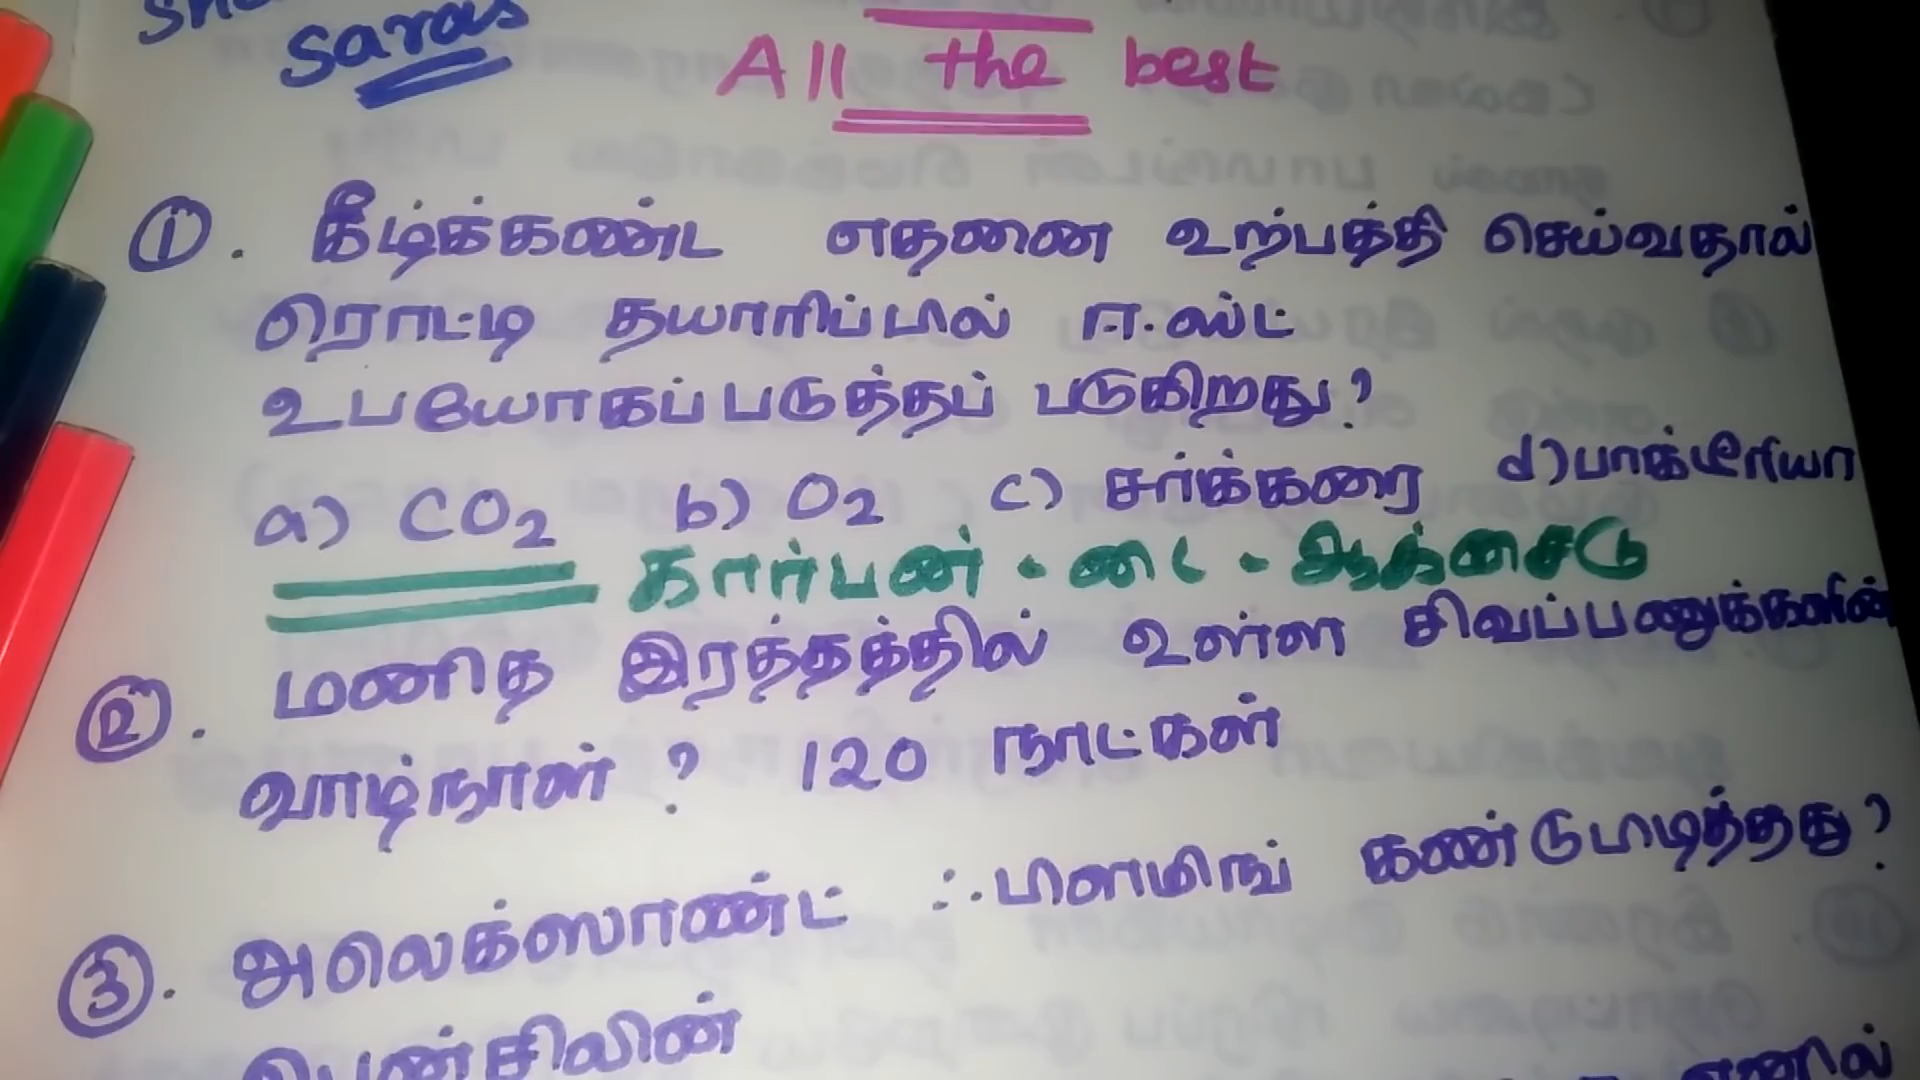 Saras
All the best
①. கீழ்க்கண்ட எதனை உற்பத்தி செய்வதால்
ரொட்டி தயாரிப்பில் ஈஸ்ட்
உபயோகப்படுத்தப் படுகிறது?
a) CO2 b) O2 c) சர்க்கரை d) பாக்டீரியா
கார்பன் - டை - ஆக்சைடு
②. மனித இரத்தத்தில் உள்ள சிவப்பணுக்களின்
வாழ்நாள்? 120 நாட்கள்
③. அலெக்ஸாண்ட் ஃபிளமிங் கண்டுபிடித்தது?
பென்சிலின்